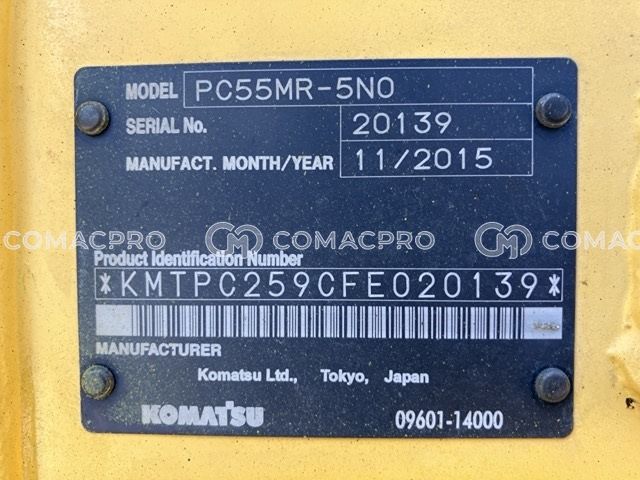 MODEL PC55MR-5N0
SERIAL No. 20139
MANUFACT. MONTH/YEAR 11/2015
COMACPRO COMACPRO COMACPRO
Product Identification Number
*KMTPC259CFE020139*
MANUFACTURER
Komatsu Ltd., Tokyo, Japan
KOMATSU 09601-14000